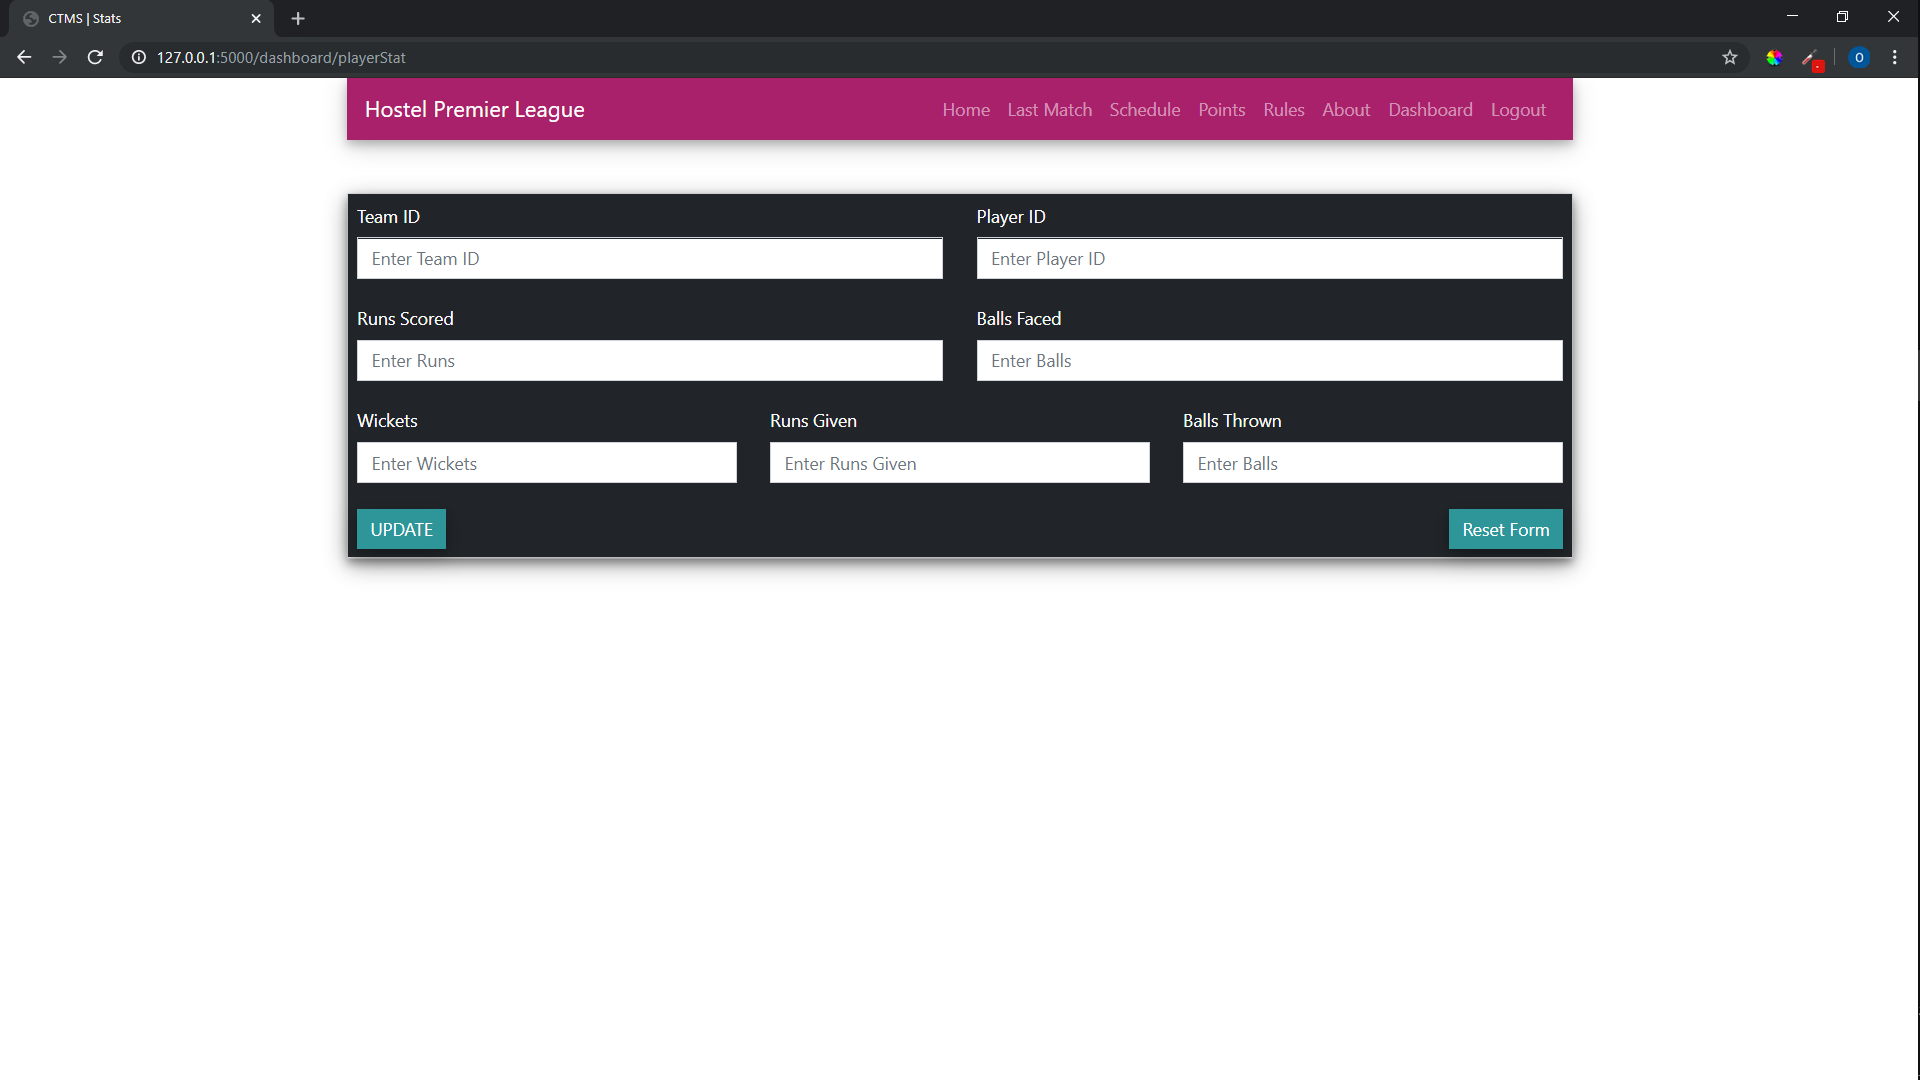 CTMS | Stats
127.0.0.1:5000/dashboard/playerStat
O
Hostel Premier League
Home Last Match Schedule Points Rules About Dashboard Logout
Team ID Player ID
Enter Team ID Enter Player ID
Runs Scored Balls Faced
Enter Runs Enter Balls
Wickets Runs Given Balls Thrown
Enter Wickets Enter Runs Given Enter Balls
UPDATE Reset Form